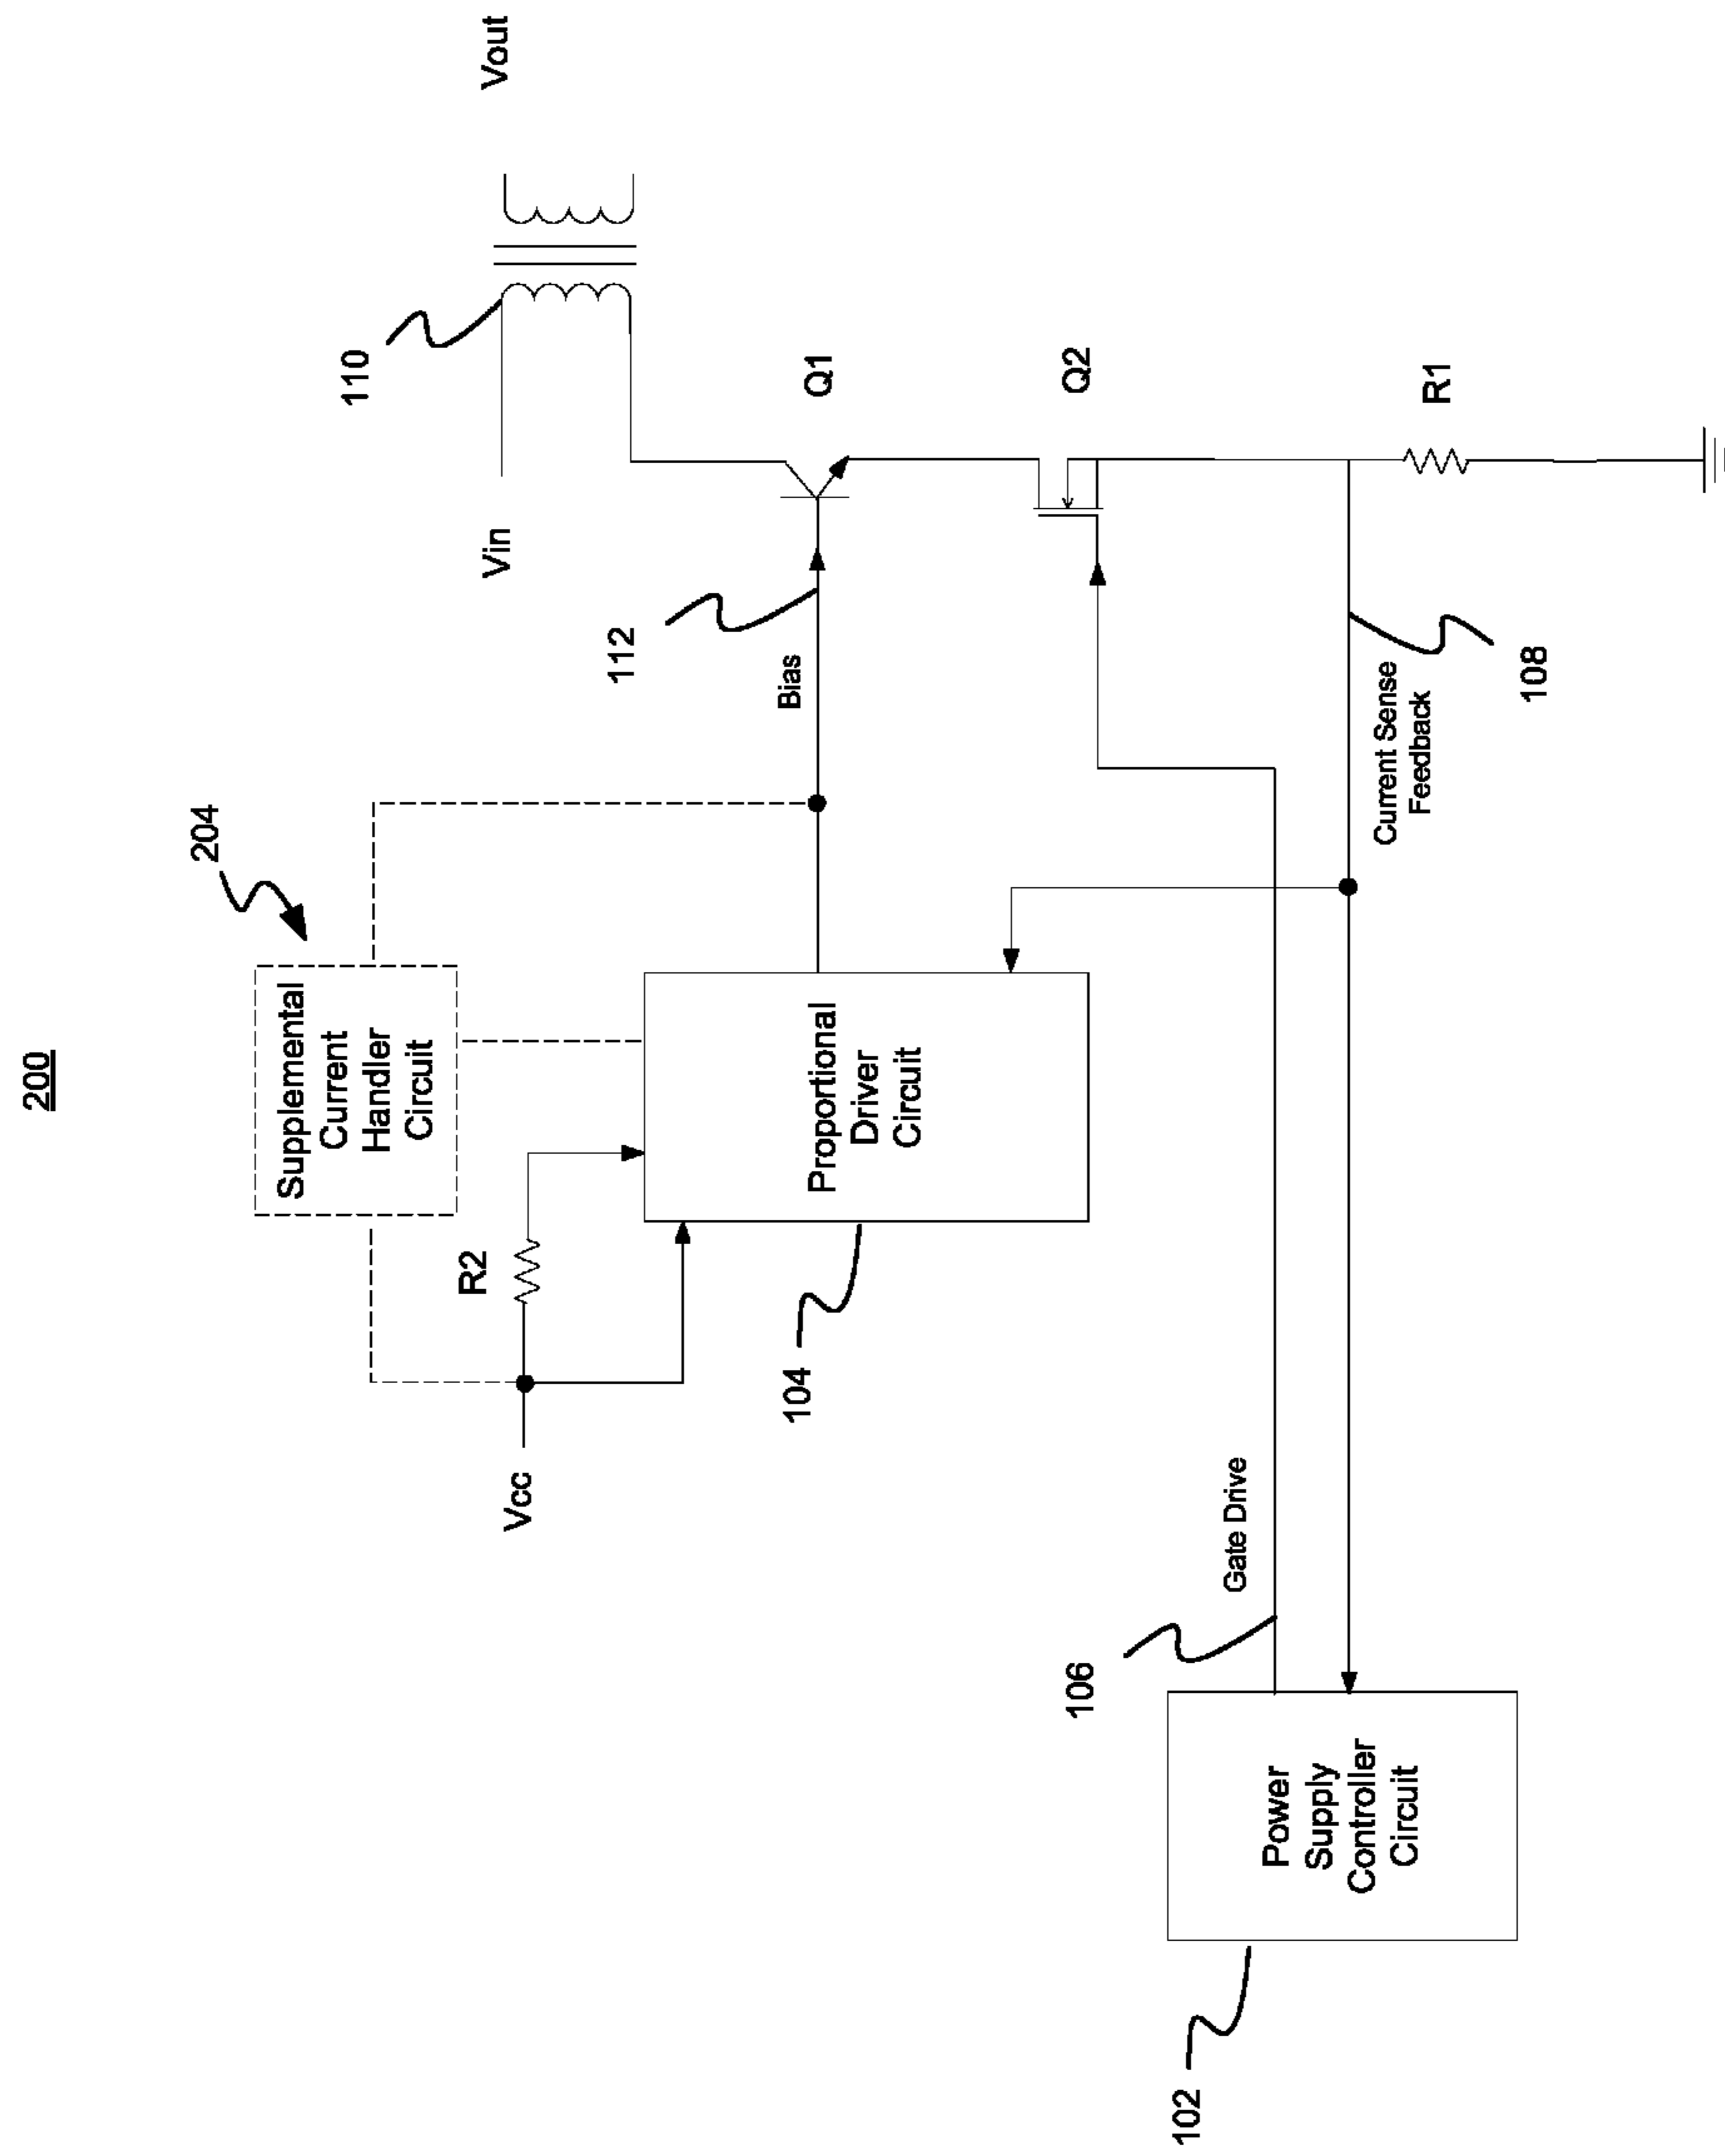 200
204
Supplemental
Current
Handler
Circuit
110
Vout
Vin
Vcc
R2
112
Bias
Q1
104
Proportional
Driver
Circuit
Q2
106
Gate Drive
R1
Current Sense
Feedback
108
102
Power
Supply
Controller
Circuit